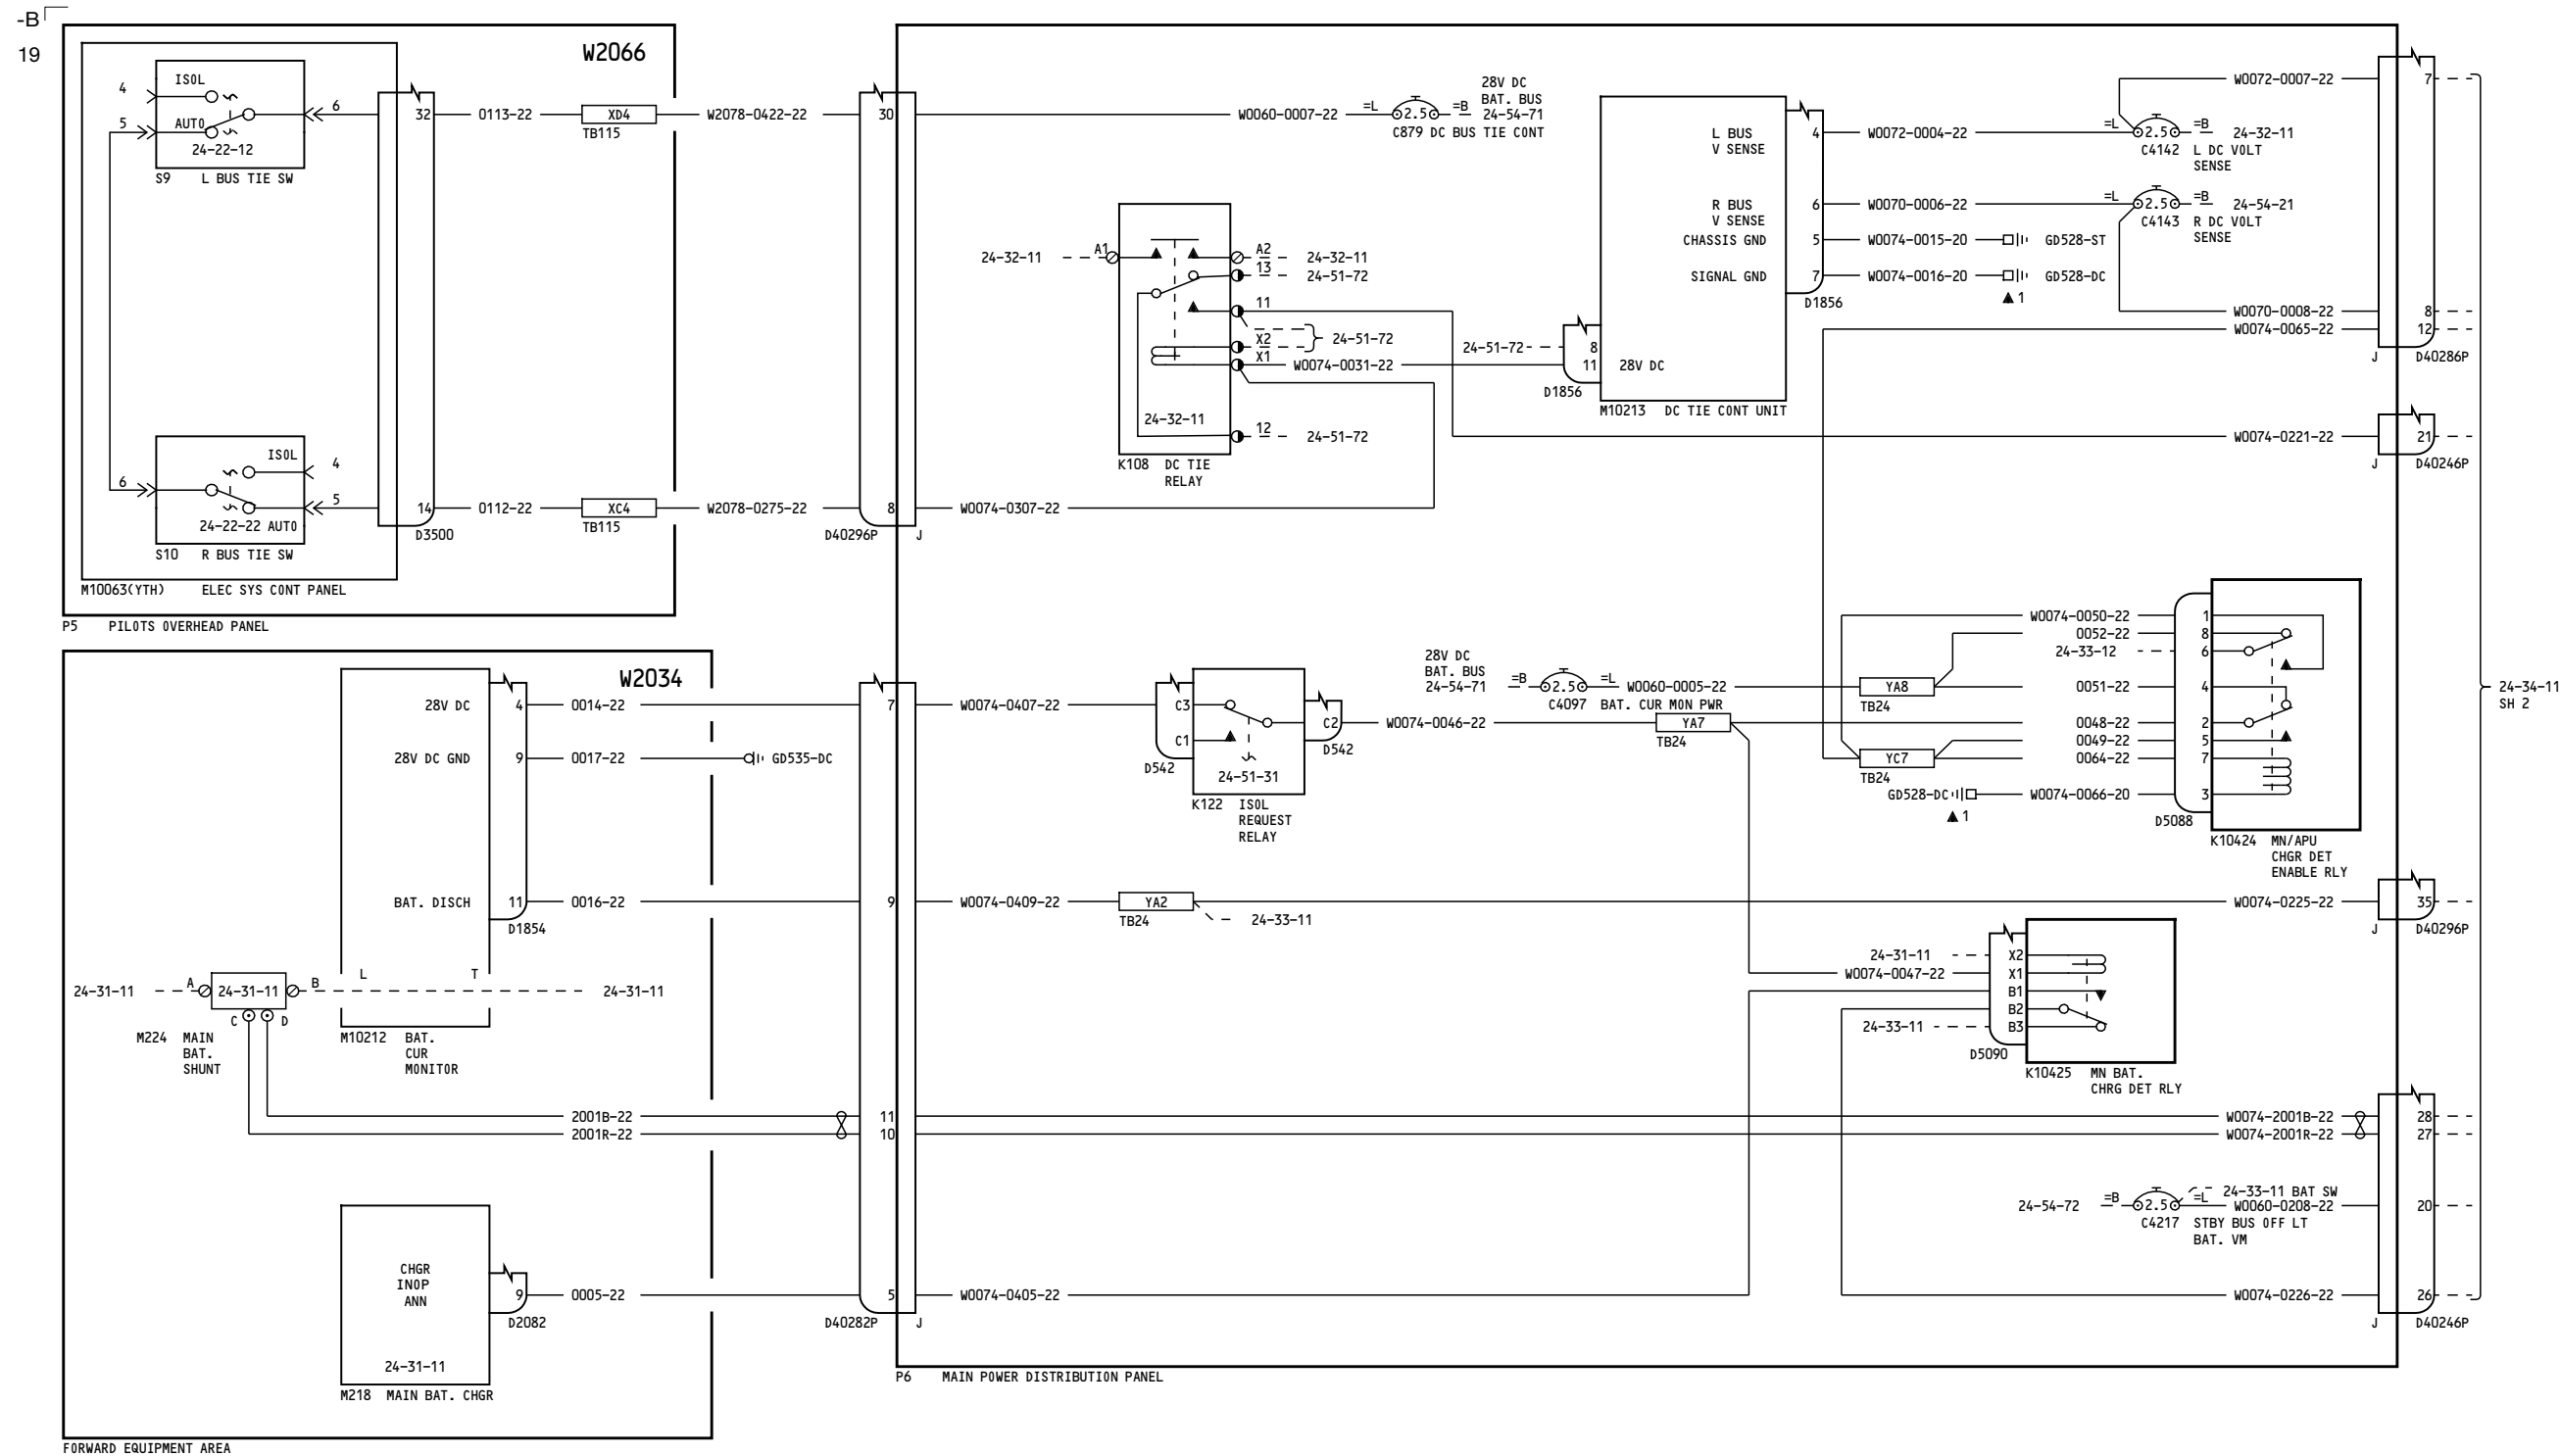 -B
19
W2066
ISOL
4
5
AUTO
6
24-22-12
S9 L BUS TIE SW
32
0113-22
XD4
TB115
W2078-0422-22
30
ISOL
4
6
5
24-22-22 AUTO
S10 R BUS TIE SW
14
D3500
0112-22
XC4
TB115
W2078-0275-22
8
D40296P J
M10063(YTH) ELEC SYS CONT PANEL
P5 PILOTS OVERHEAD PANEL
W0060-0007-22
=L
2.5
=B
28V DC
BAT. BUS
24-54-71
C879 DC BUS TIE CONT
24-32-11
A1
A2
24-32-11
13
24-51-72
11
X2
24-51-72
X1
W0074-0031-22
24-32-11
12
24-51-72
K108 DC TIE
RELAY
W0074-0307-22
L BUS
V SENSE
4
W0072-0004-22
R BUS
V SENSE
6
W0070-0006-22
CHASSIS GND
5
W0074-0015-20
GD528-ST
SIGNAL GND
7
W0074-0016-20
GD528-DC
▲ 1
D1856
24-51-72
8
11
28V DC
D1856
M10213 DC TIE CONT UNIT
W0072-0007-22
7
=L
2.5
=B
24-32-11
C4142 L DC VOLT
SENSE
=L
2.5
=B
24-54-21
C4143 R DC VOLT
SENSE
W0070-0008-22
8
W0074-0065-22
12
J D40286P
W0074-0221-22
21
J D40246P
W2034
28V DC
4
0014-22
7
28V DC GND
9
0017-22
GD535-DC
BAT. DISCH
11
0016-22
9
D1854
L T
24-31-11
A
24-31-11
B
24-31-11
C D
M224 MAIN
BAT.
SHUNT
M10212 BAT.
CUR
MONITOR
2001B-22
11
2001R-22
10
CHGR
INOP
ANN
9
0005-22
5
D2082
D40282P J
24-31-11
M218 MAIN BAT. CHGR
FORWARD EQUIPMENT AREA
W0074-0407-22
C3
C1
D542
C2
D542
24-51-31
K122 ISOL
REQUEST
RELAY
W0074-0046-22
28V DC
BAT. BUS
24-54-71
=B
2.5
=L
W0060-0005-22
C4097 BAT. CUR MON PWR
YA7
TB24
YA8
TB24
YC7
TB24
W0074-0050-22
1
0052-22
8
24-33-12
6
0051-22
4
0048-22
2
0049-22
5
0064-22
7
GD528-DC
W0074-0066-20
3
▲ 1
D5088
K10424 MN/APU
CHGR DET
ENABLE RLY
24-34-11
SH 2
W0074-0409-22
YA2
TB24
24-33-11
W0074-0225-22
35
J D40296P
24-31-11
X2
W0074-0047-22
X1
B1
B2
24-33-11
B3
D5090
K10425 MN BAT.
CHRG DET RLY
W0074-2001B-22
28
W0074-2001R-22
27
24-54-72
=B
2.5
=L
24-33-11 BAT SW
W0060-0208-22
20
C4217 STBY BUS OFF LT
BAT. VM
W0074-0405-22
W0074-0226-22
26
J D40246P
P6 MAIN POWER DISTRIBUTION PANEL